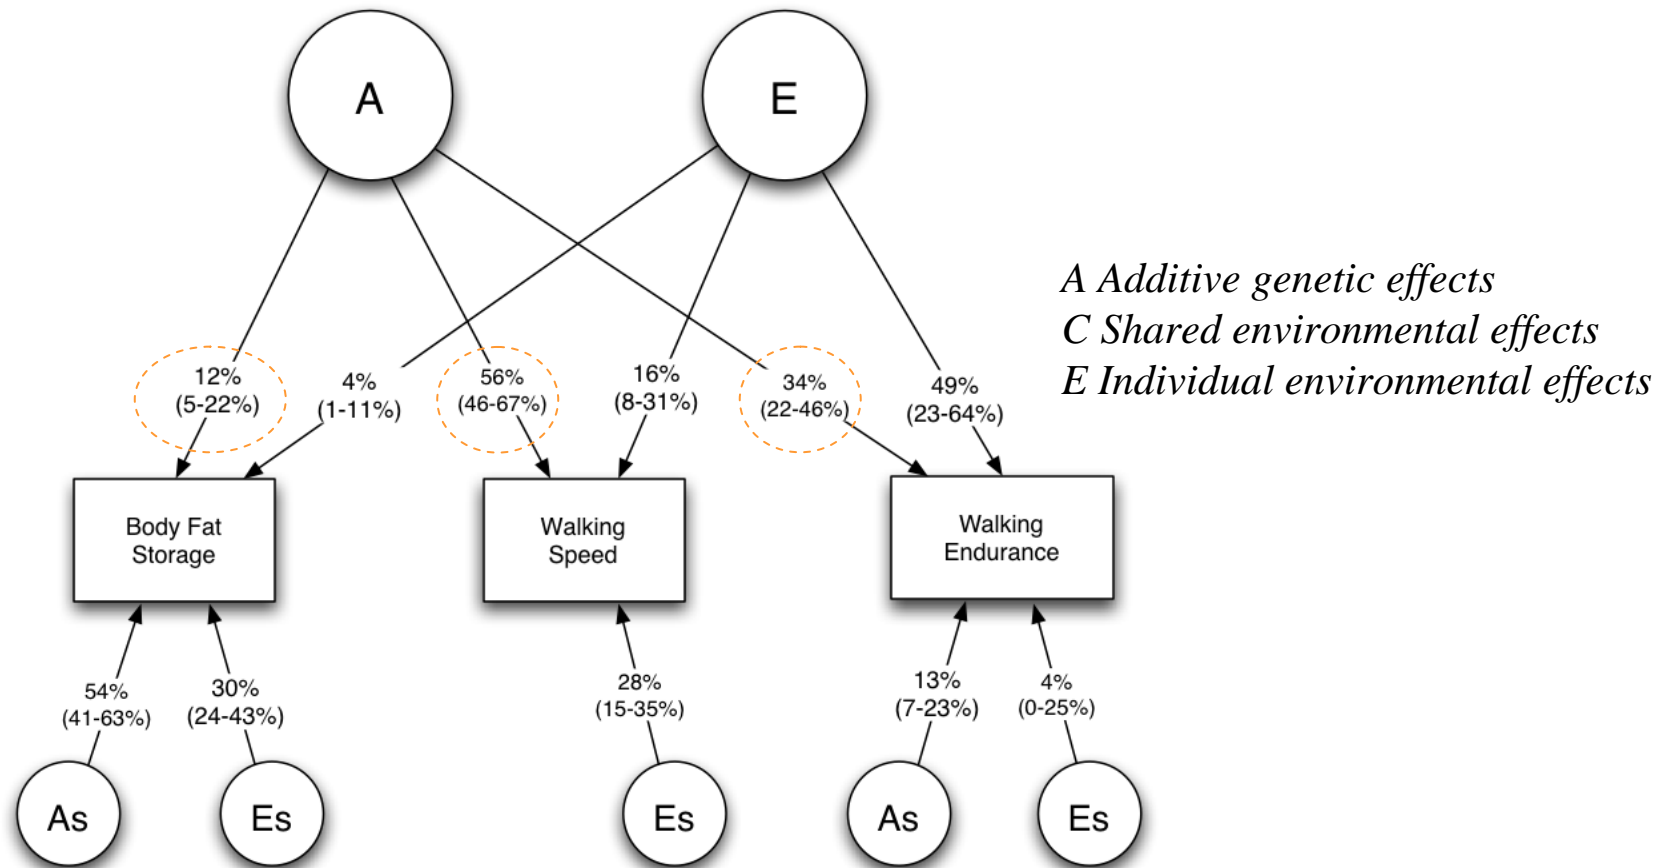 A
E
A Additive genetic effects
C Shared environmental effects
E Individual environmental effects
12%
(5-22%)
4%
(1-11%)
56%
(46-67%)
16%
(8-31%)
34%
(22-46%)
49%
(23-64%)
Body Fat
Storage
Walking
Speed
Walking
Endurance
54%
(41-63%)
30%
(24-43%)
28%
(15-35%)
13%
(7-23%)
4%
(0-25%)
As
Es
Es
As
Es